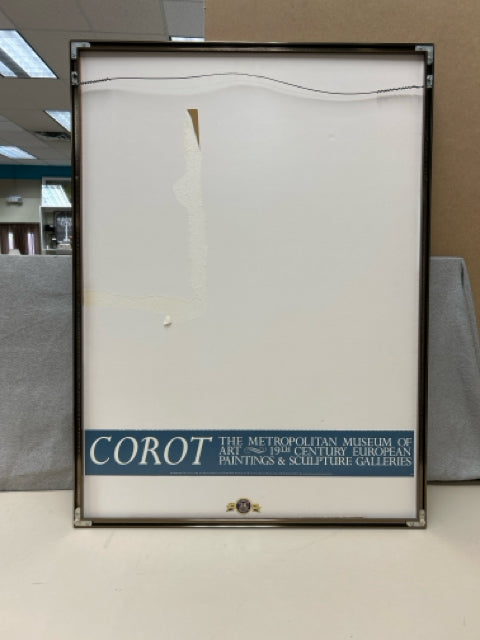 COROT
THE METROPOLITAN MUSEUM OF
ART 19TH CENTURY EUROPEAN
PAINTINGS & SCULPTURE GALLERIES